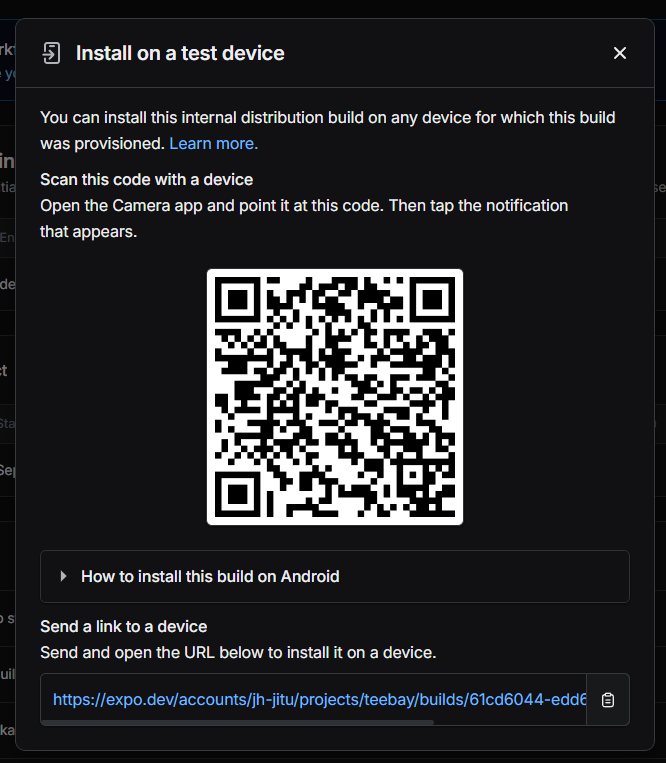 Install on a test device
You can install this internal distribution build on any device for which this build
was provisioned. Learn more.
Scan this code with a device
Open the Camera app and point it at this code. Then tap the notification
that appears.
How to install this build on Android
Send a link to a device
Send and open the URL below to install it on a device.
https://expo.dev/accounts/jh-jitu/projects/teebay/builds/61cd6044-edd6